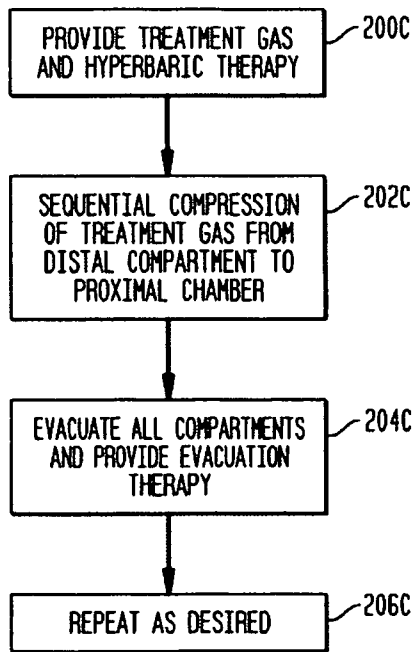 PROVIDE TREATMENT GAS
AND HYPERBARIC THERAPY
200C
SEQUENTIAL COMPRESSION
OF TREATMENT GAS FROM
DISTAL COMPARTMENT TO
PROXIMAL CHAMBER
202C
EVACUATE ALL COMPARTMENTS
AND PROVIDE EVACUATION
THERAPY
204C
REPEAT AS DESIRED
206C